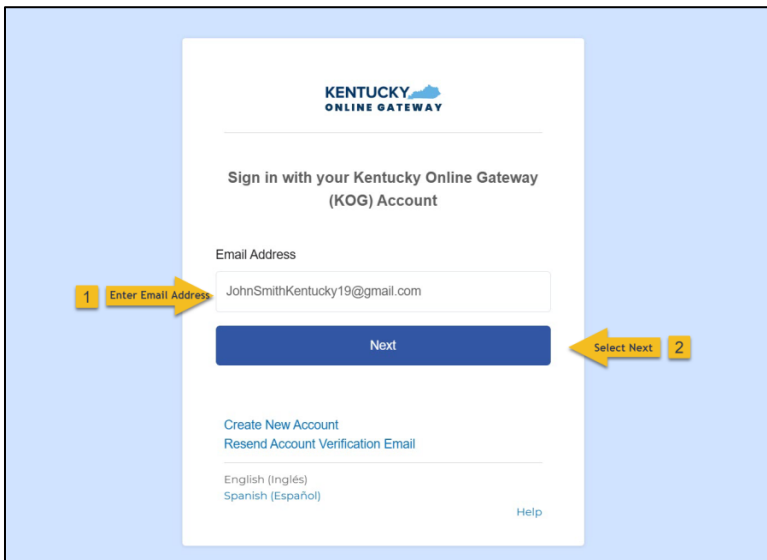 KENTUCKY
ONLINE GATEWAY
Sign in with your Kentucky Online Gateway
(KOG) Account
Email Address
1 Enter Email Address
JohnSmithKentucky19@gmail.com
Next
Select Next 2
Create New Account
Resend Account Verification Email
English (Inglés)
Spanish (Español)
Help